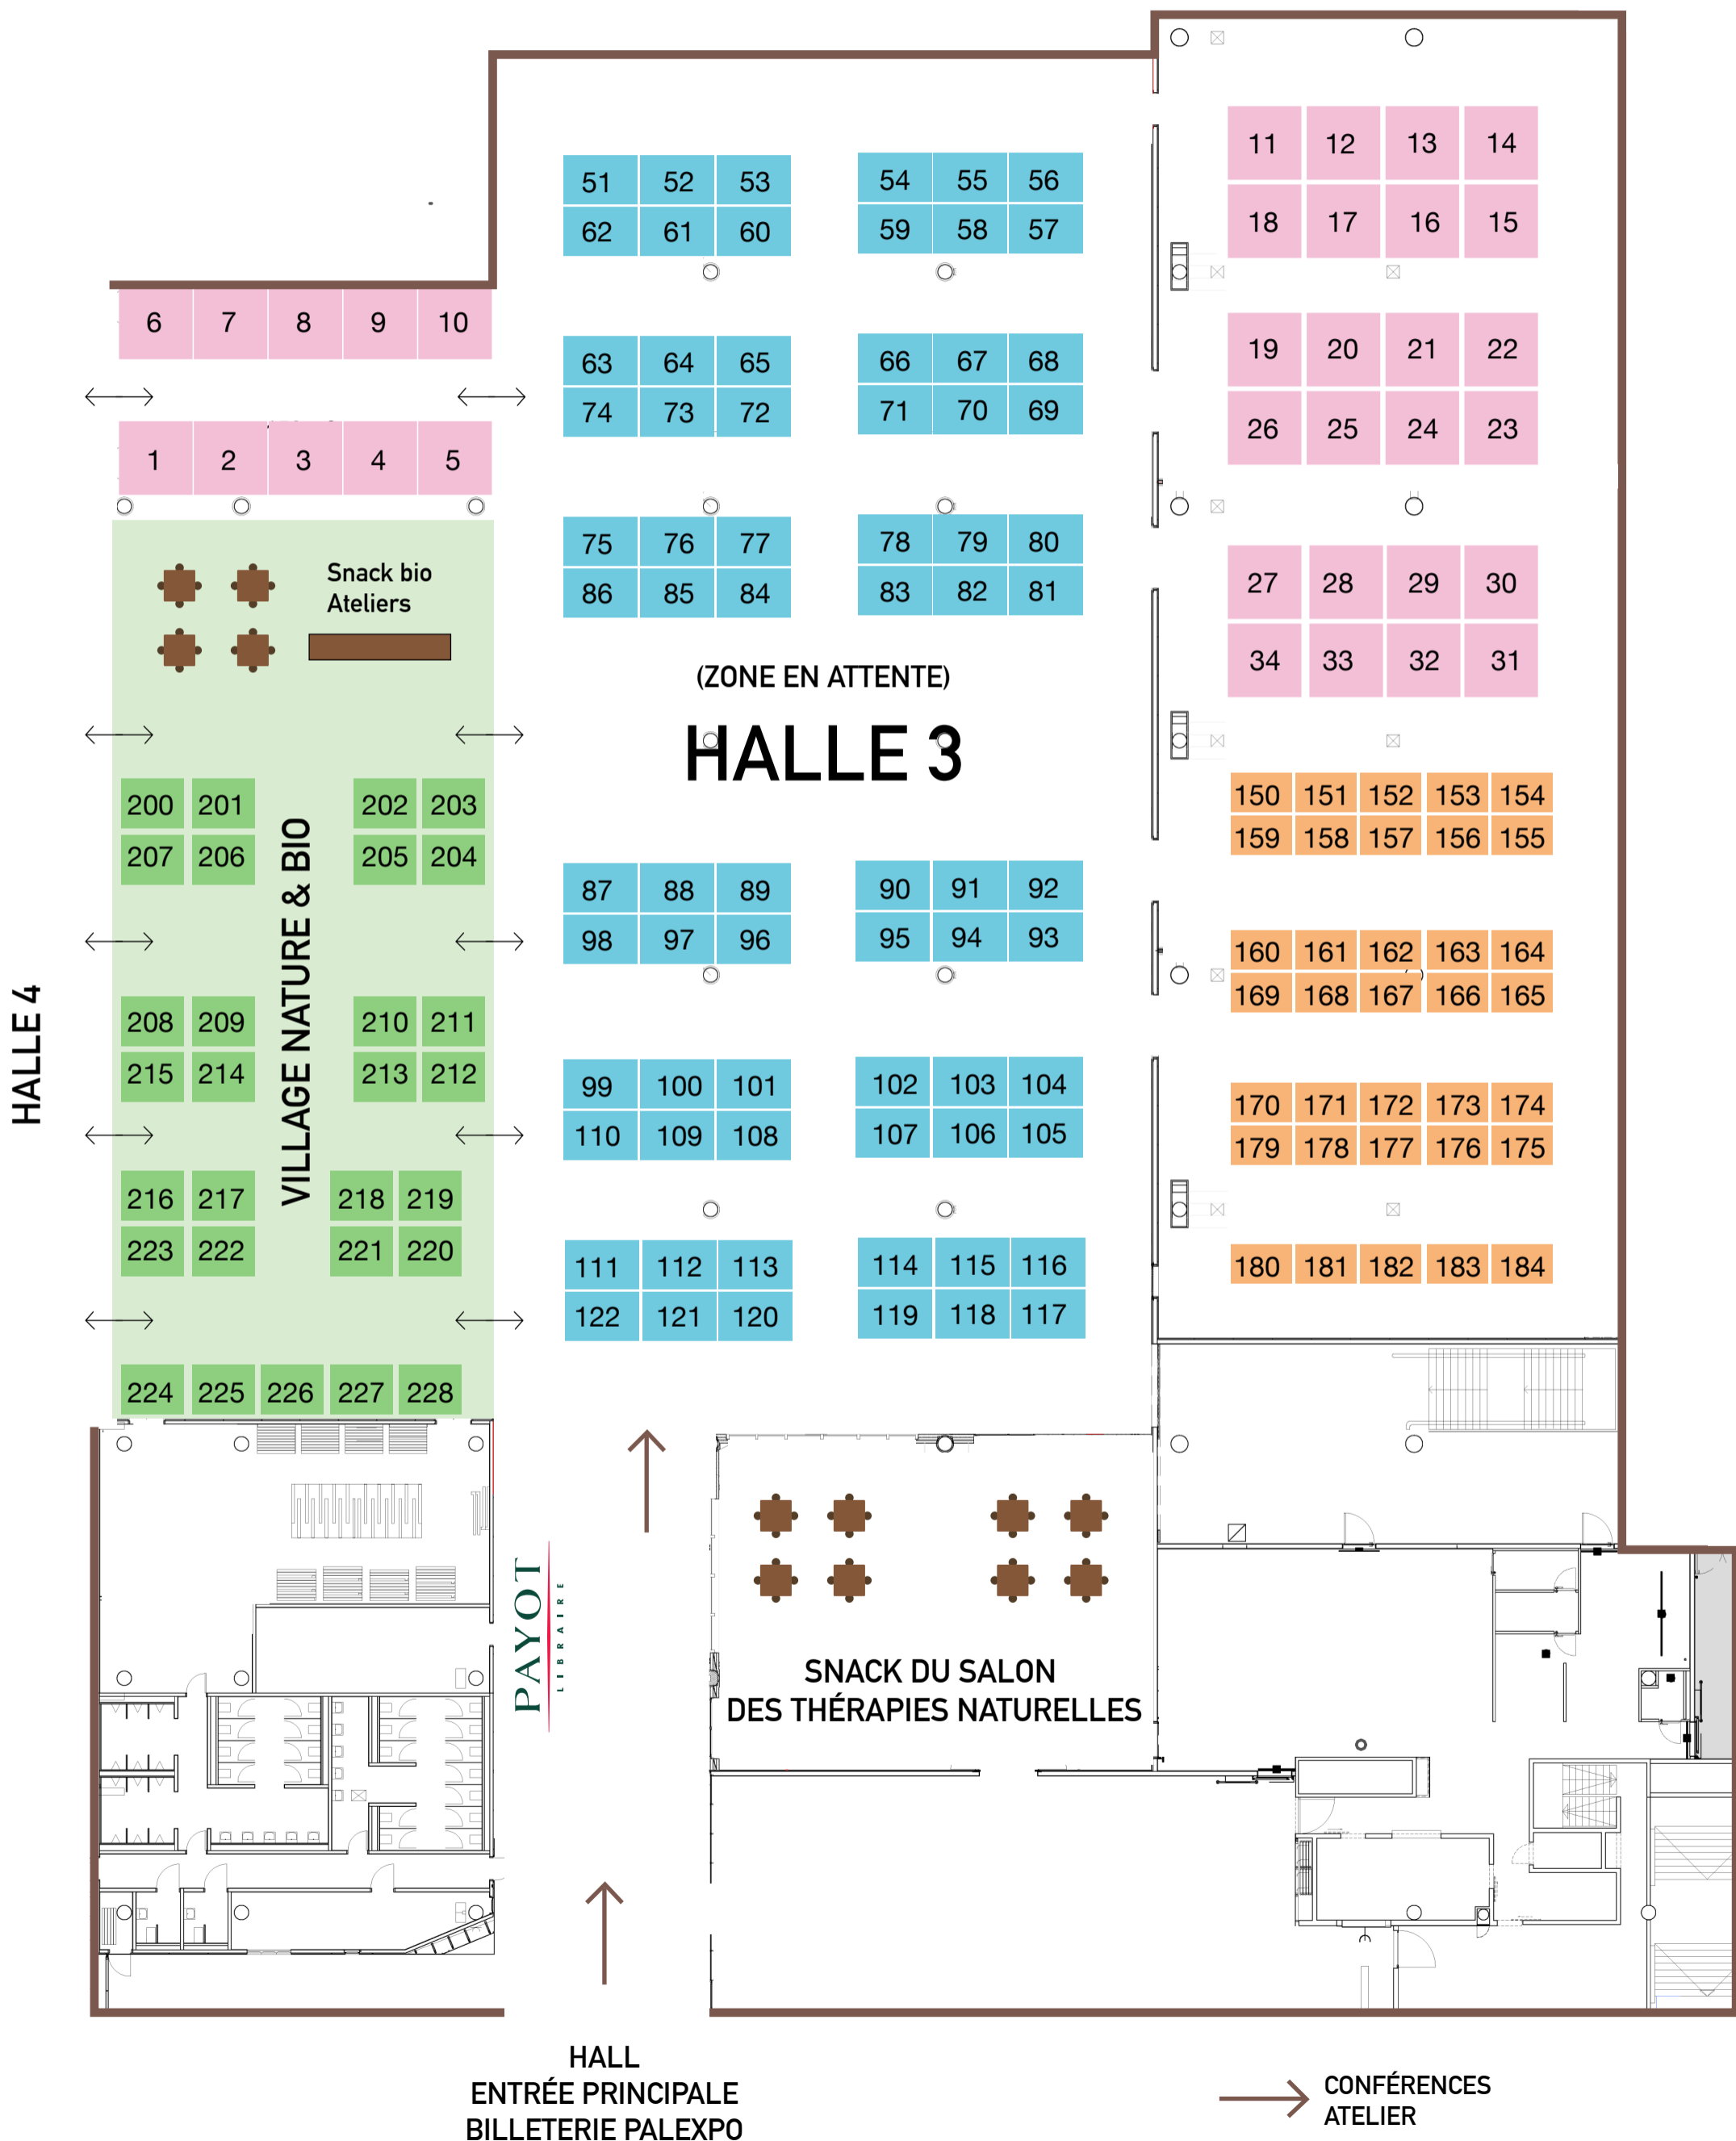 11 12 13 14
51 52 53 54 55 56
18 17 16 15
62 61 60 59 58 57
6 7 8 9 10
19 20 21 22
63 64 65 66 67 68
74 73 72 71 70 69
26 25 24 23
1 2 3 4 5
75 76 77 78 79 80
Snack bio
Ateliers
27 28 29 30
86 85 84 83 82 81
34 33 32 31
(ZONE EN ATTENTE)
HALLE 3
150 151 152 153 154
200 201 202 203
159 158 157 156 155
207 206 205 204
VILLAGE NATURE & BIO
87 88 89 90 91 92
98 97 96 95 94 93
160 161 162 163 164
169 168 167 166 165
HALLE 4
208 209 210 211
215 214 213 212
99 100 101 102 103 104
170 171 172 173 174
110 109 108 107 106 105
179 178 177 176 175
216 217 218 219
223 222 221 220
111 112 113 114 115 116
180 181 182 183 184
122 121 120 119 118 117
224 225 226 227 228
PAYOT
LIBRAIRE
SNACK DU SALON
DES THÉRAPIES NATURELLES
HALL
ENTRÉE PRINCIPALE
BILLETERIE PALEXPO
CONFÉRENCES
ATELIER